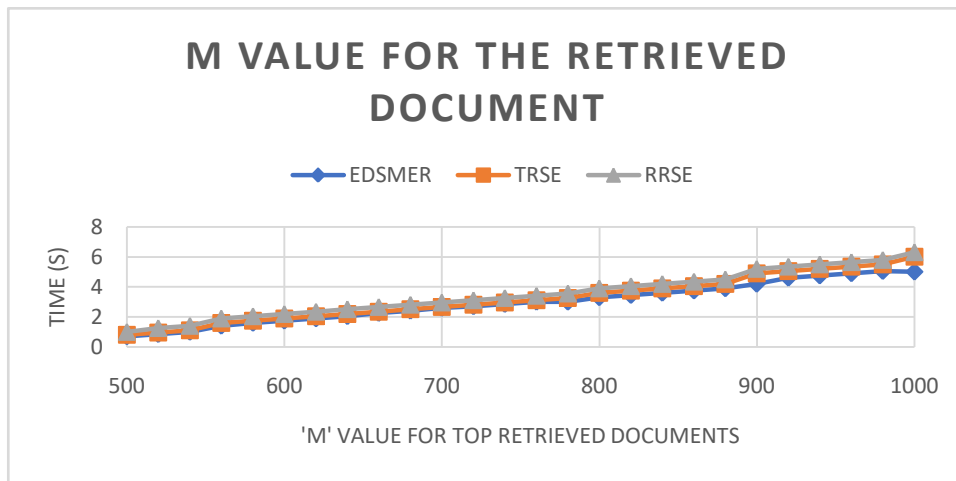 M VALUE FOR THE RETRIEVED
DOCUMENT
EDSMER TRSE RRSE
8
6
4
2
0
TIME (S)
500 600 700 800 900 1000
'M' VALUE FOR TOP RETRIEVED DOCUMENTS